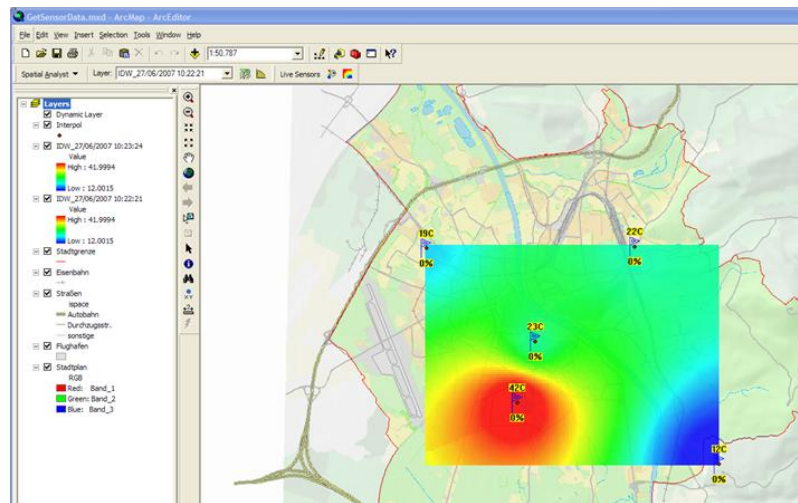 GetSensorData.mxd - ArcMap - ArcEditor
File Edit View Insert Selection Tools Window Help
1:50.787
Spatial Analyst Layer: IDW_27/06/2007 10:22:21 Live Sensors
Layers
Dynamic Layer
Interpol
IDW_27/06/2007 10:23:24
Value
High : 41.9994
Low : 12.0015
IDW_27/06/2007 10:22:21
Value
High : 41.9994
Low : 12.0015
Stadtgrenze
Eisenbahn
Straßen
ispace
Autobahn
Durchzugsstr.
sonstige
Flughafen
Stadtplan
RGB
Red: Band_1
Green: Band_2
Blue: Band_3
19C
0%
22C
0%
23C
0%
42C
0%
12C
0%